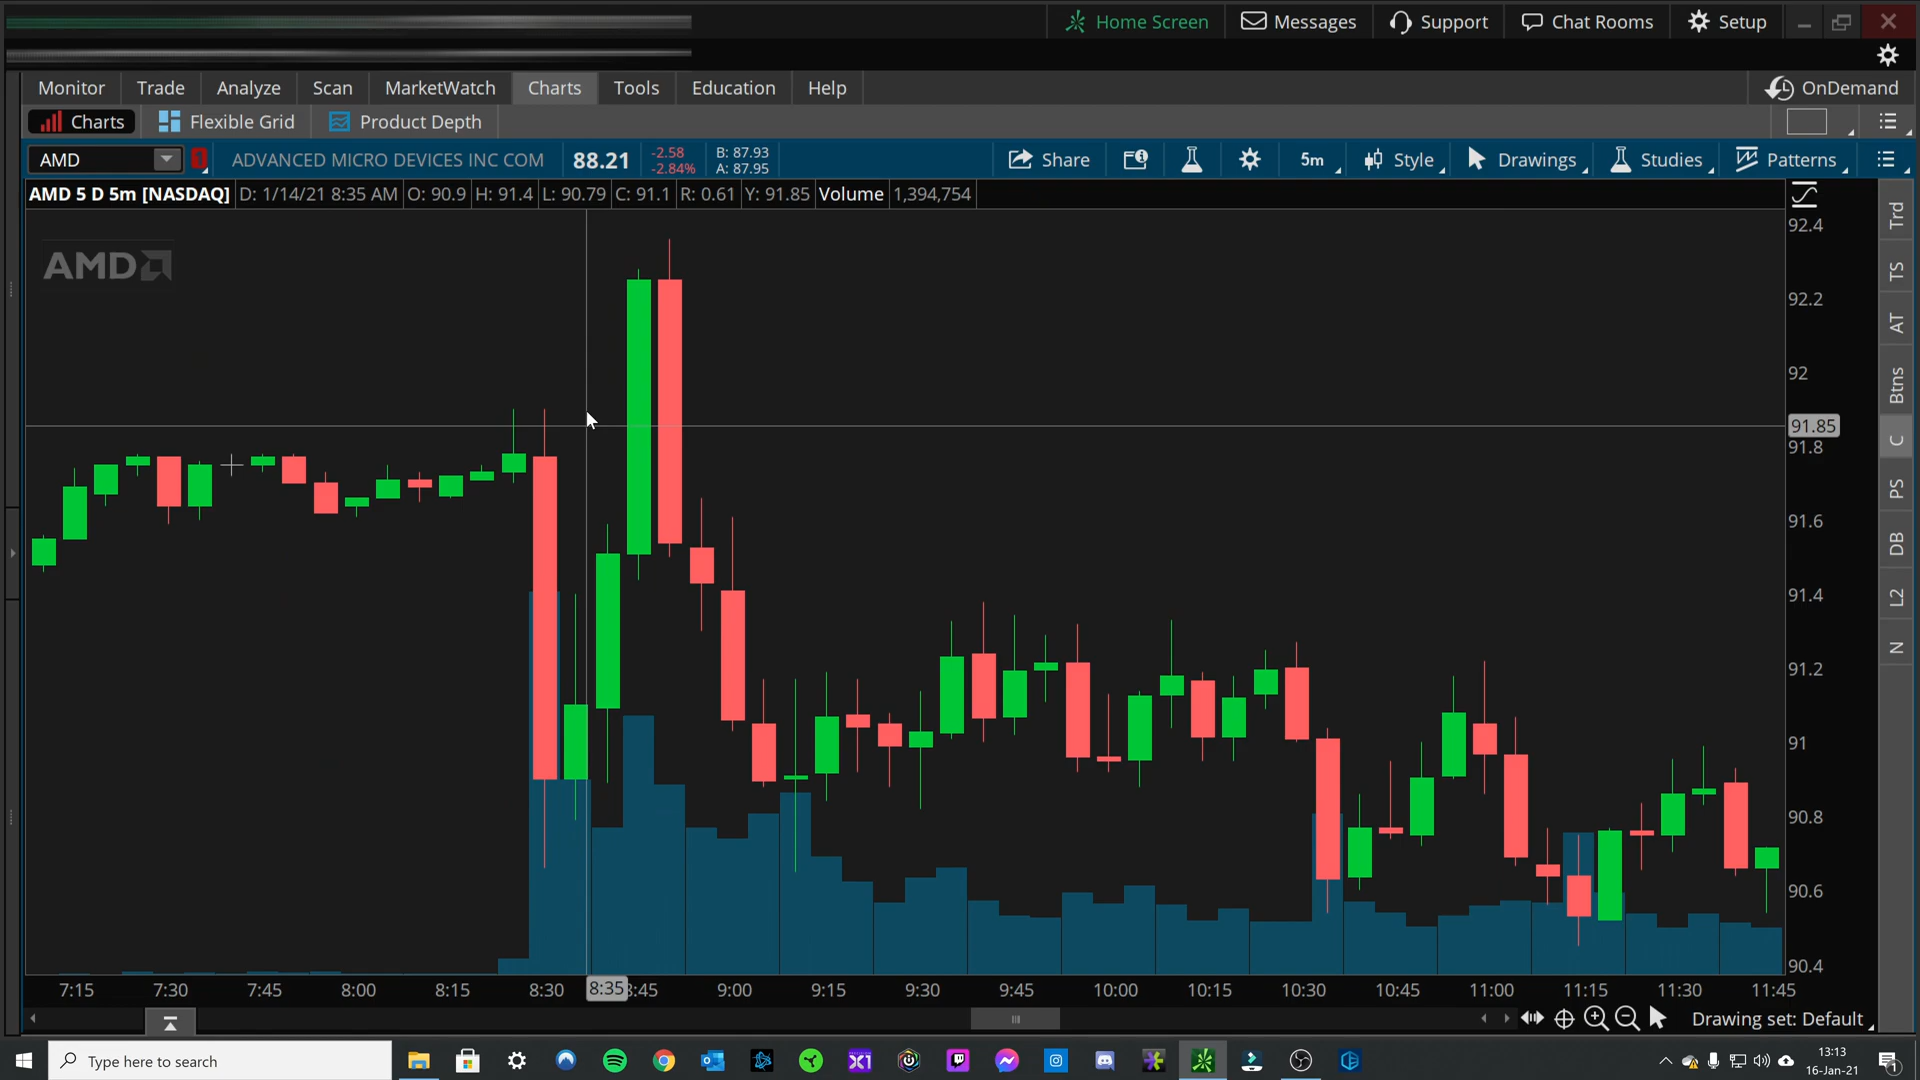 Home Screen
Messages
Support
Chat Rooms
Setup
Monitor
Trade
Analyze
Scan
MarketWatch
Charts
Tools
Education
Help
OnDemand
Charts
Flexible Grid
Product Depth
AMD
ADVANCED MICRO DEVICES INC COM
88.21
-2.58
-2.84%
B: 87.93
A: 87.95
Share
5m
Style
Drawings
Studies
Patterns
AMD 5 D 5m [NASDAQ]
D: 1/14/21 8:35 AM
O: 90.9
H: 91.4
L: 90.79
C: 91.1
R: 0.61
Y: 91.85
Volume
1,394,754
AMD
92.4
92.2
92
91.85
91.8
91.6
91.4
91.2
91
90.8
90.6
90.4
Trd
TS
AT
Btns
C
PS
DB
L2
N
7:15
7:30
7:45
8:00
8:15
8:30
8:35
:45
9:00
9:15
9:30
9:45
10:00
10:15
10:30
10:45
11:00
11:15
11:30
11:45
Drawing set: Default
Type here to search
X1
13:13
16-Jan-21
1